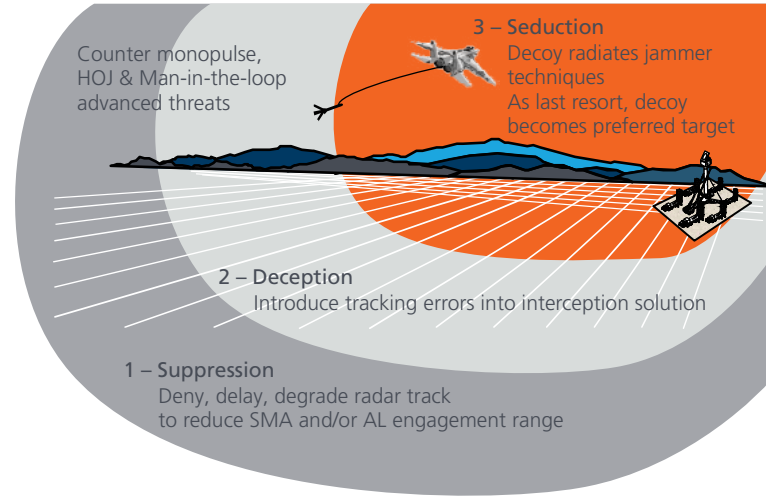 Counter monopulse,
HOJ & Man-in-the-loop
advanced threats
3 – Seduction
Decoy radiates jammer
techniques
As last resort, decoy
becomes preferred target
2 – Deception
Introduce tracking errors into interception solution
1 – Suppression
Deny, delay, degrade radar track
to reduce SMA and/or AL engagement range